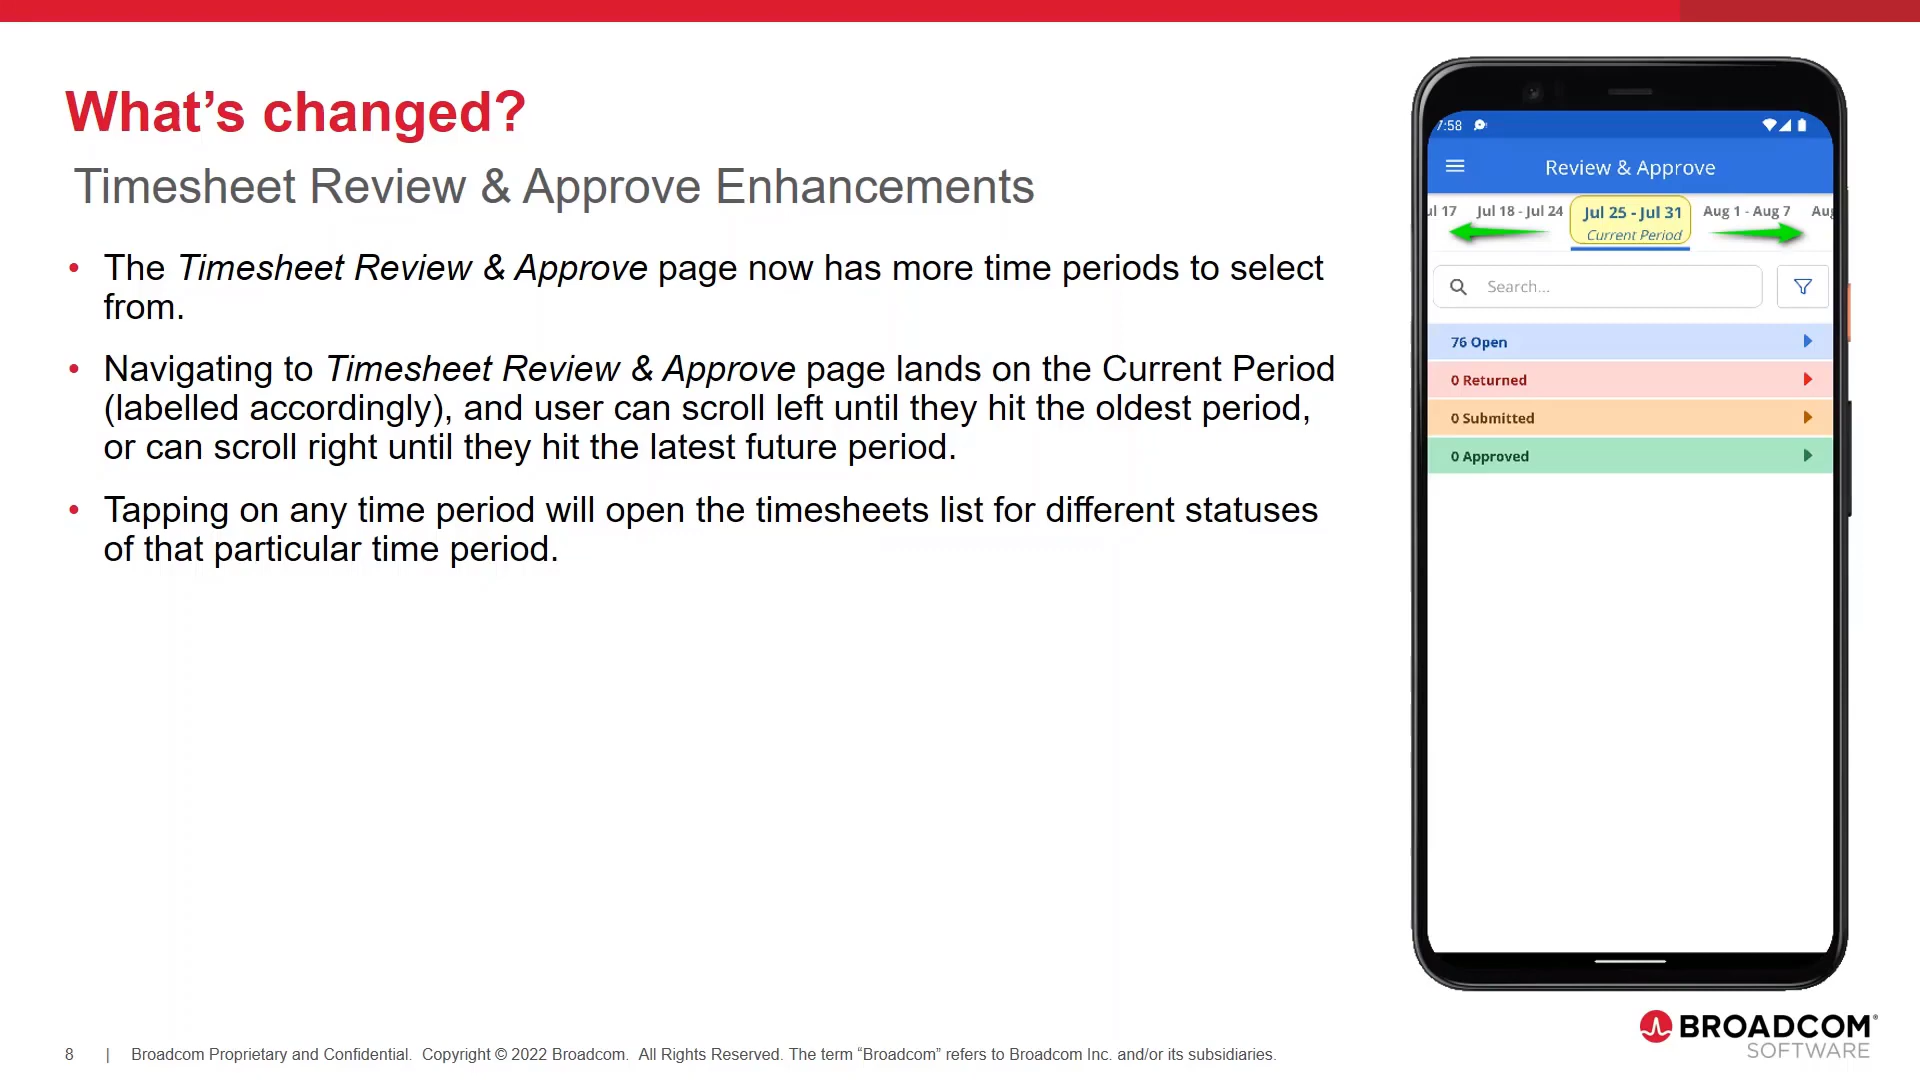 What’s changed?
Timesheet Review & Approve Enhancements
• The Timesheet Review & Approve page now has more time periods to select
from.
• Navigating to Timesheet Review & Approve page lands on the Current Period
(labelled accordingly), and user can scroll left until they hit the oldest period,
or can scroll right until they hit the latest future period.
• Tapping on any time period will open the timesheets list for different statuses
of that particular time period.
7:58
Review & Approve
ul 17 Jul 18 - Jul 24 Jul 25 - Jul 31 Aug 1 - Aug 7 Aug
Current Period
Search...
76 Open
0 Returned
0 Submitted
0 Approved
BROADCOM®
SOFTWARE
8 | Broadcom Proprietary and Confidential. Copyright © 2022 Broadcom. All Rights Reserved. The term “Broadcom” refers to Broadcom Inc. and/or its subsidiaries.